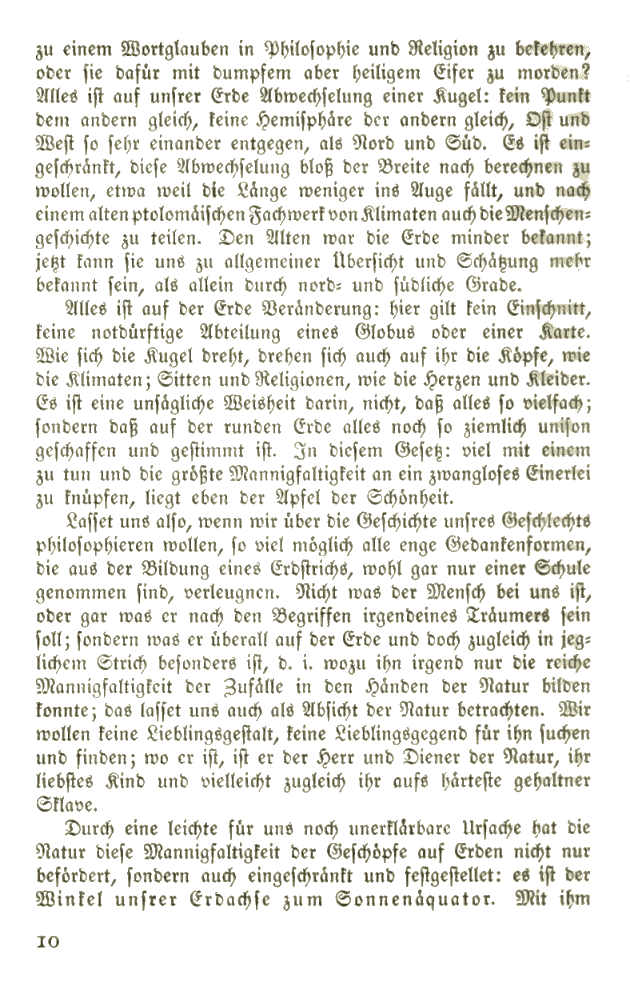 zu einem Wortglauben in Philosophie und Religion zu bekehren,
oder sie dafür mit dumpfem aber heiligem Eifer zu morden?
Alles ist auf unsrer Erde Abwechselung einer Kugel: kein Punkt
dem andern gleich, keine Hemisphäre der andern gleich, Ost und
West so sehr einander entgegen, als Nord und Süd. Es ist ein-
geschränkt, diese Abwechselung bloß der Breite nach berechnen zu
wollen, etwa weil die Länge weniger ins Auge fällt, und nach
einem alten ptolomäischen Fachwerk von Klimaten auch die Menschen-
geschichte zu teilen. Den Alten war die Erde minder bekannt;
jetzt kann sie uns zu allgemeiner Übersicht und Schätzung mehr
bekannt sein, als allein durch nord- und südliche Grade.
Alles ist auf der Erde Veränderung: hier gilt kein Einschnitt,
keine notdürftige Abteilung eines Globus oder einer Karte.
Wie sich die Kugel dreht, drehen sich auch auf ihr die Köpfe, wie
die Klimaten; Sitten und Religionen, wie die Herzen und Kleider.
Es ist eine unsägliche Weisheit darin, nicht, daß alles so vielfach;
sondern daß auf der runden Erde alles noch so ziemlich unison
geschaffen und gestimmt ist. In diesem Gesetz: viel mit einem
zu tun und die größte Mannigfaltigkeit an ein zwangloses Einerlei
zu knüpfen, liegt eben der Apfel der Schönheit.
Lasset uns also, wenn wir über die Geschichte unsres Geschlechts
philosophieren wollen, so viel möglich alle enge Gedankenformen,
die aus der Bildung eines Erdstrichs, wohl gar nur einer Schule
genommen sind, verleugnen. Nicht was der Mensch bei uns ist,
oder gar was er nach den Begriffen irgendeines Träumers sein
soll; sondern was er überall auf der Erde und doch zugleich in jeg-
lichem Strich besonders ist, d. i. wozu ihn irgend nur die reiche
Mannigfaltigkeit der Zufälle in den Händen der Natur bilden
konnte; das lasset uns auch als Absicht der Natur betrachten. Wir
wollen keine Lieblingsgestalt, keine Lieblingsgegend für ihn suchen
und finden; wo er ist, ist er der Herr und Diener der Natur, ihr
liebstes Kind und vielleicht zugleich ihr aufs härteste gehaltner
Sklave.
Durch eine leichte für uns noch unerklärbare Ursache hat die
Natur diese Mannigfaltigkeit der Geschöpfe auf Erden nicht nur
befördert, sondern auch eingeschränkt und festgestellet: es ist der
Winkel unsrer Erdachse zum Sonnenäquator. Mit ihm
10